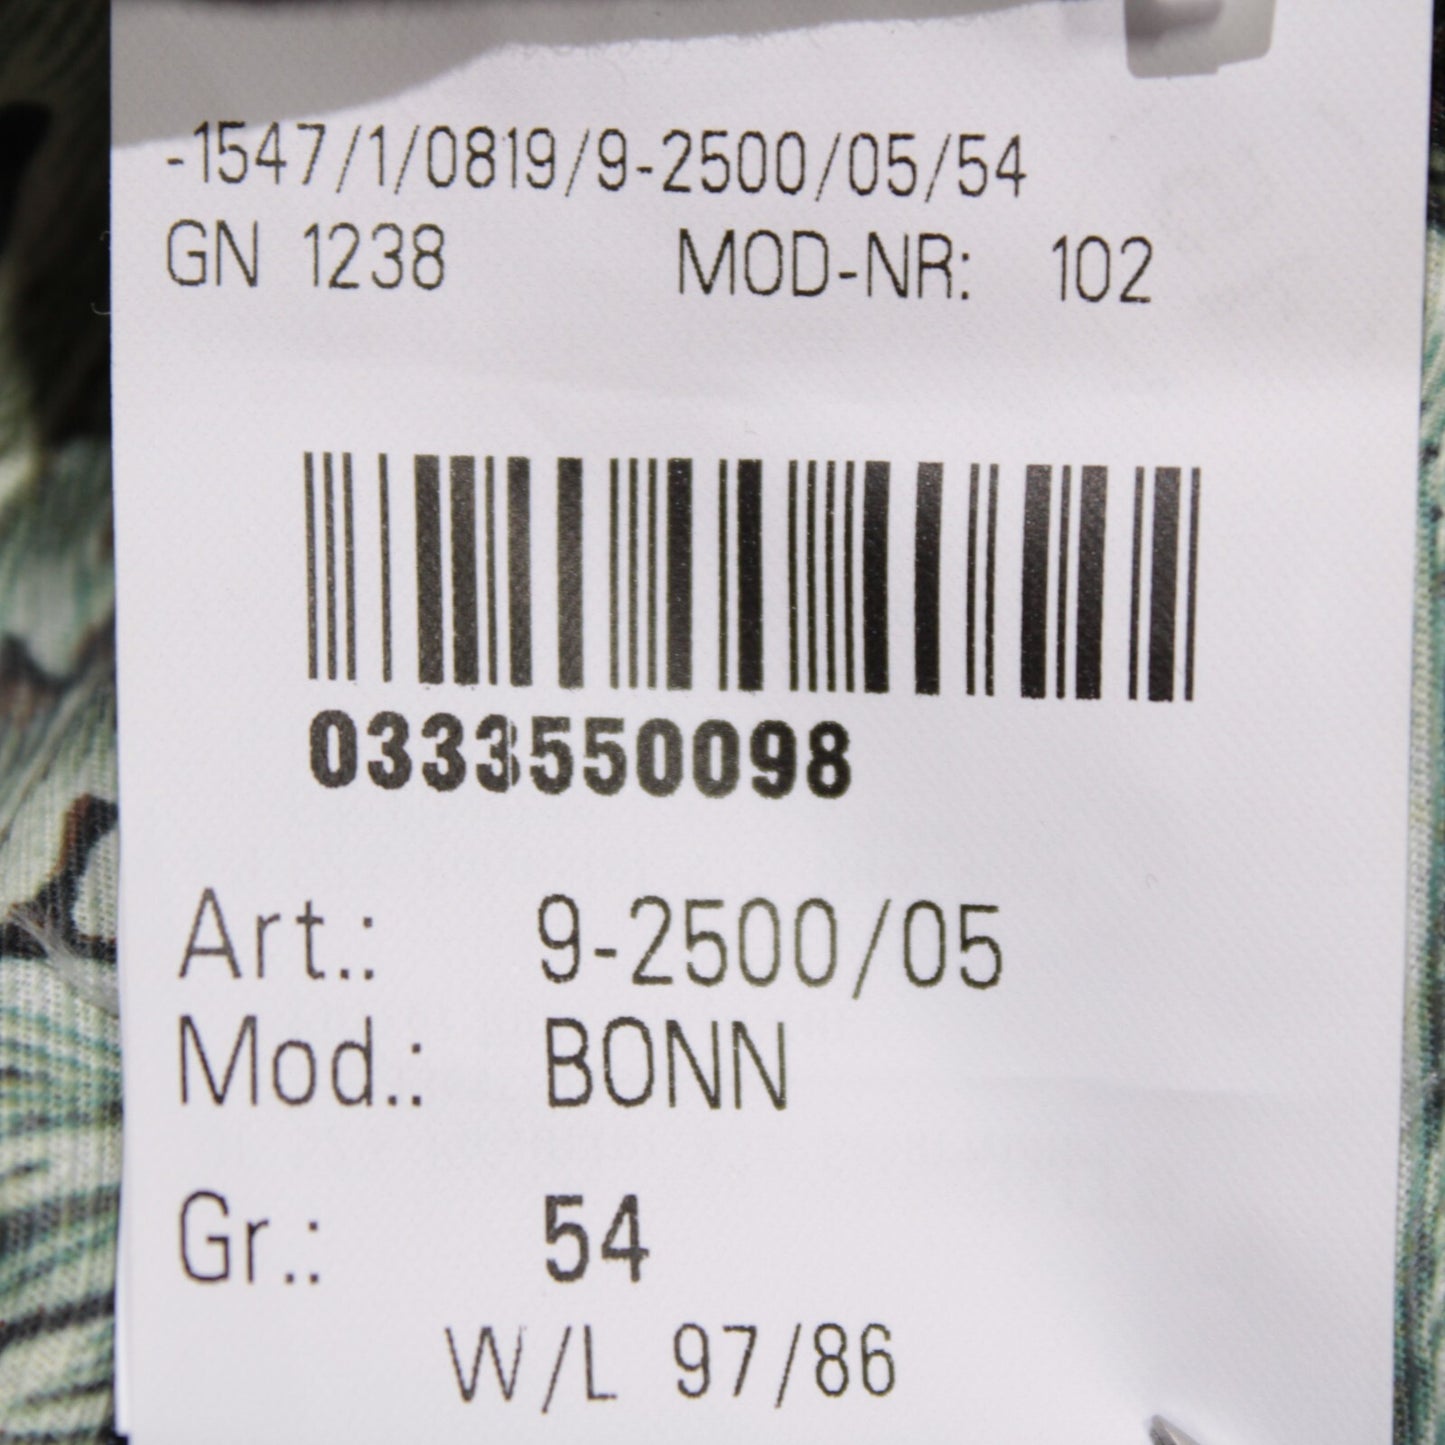 -1547/1/0819/9-2500/05/54
GN 1238 MOD-NR: 102
0333550098
Art.: 9-2500/05
Mod.: BONN
Gr.: 54
W/L 97/86